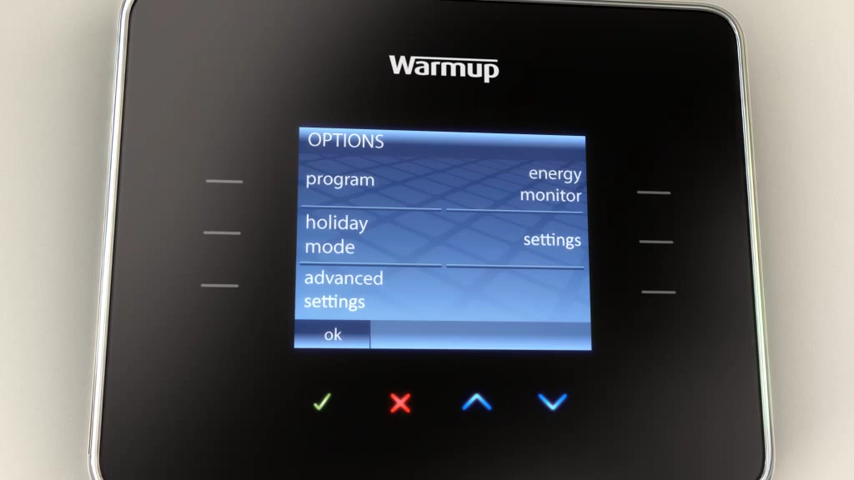 Warmup
OPTIONS
program
energy
monitor
holiday
mode
settings
advanced
settings
ok